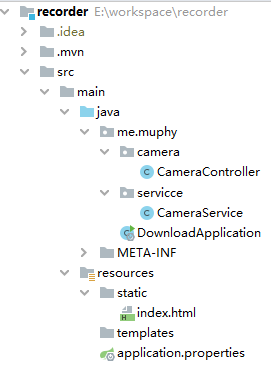 recorder E:\workspace\recorder
.idea
.mvn
src
main
java
me.muphy
camera
CameraController
servicce
CameraService
DownloadApplication
META-INF
resources
static
index.html
templates
application.properties